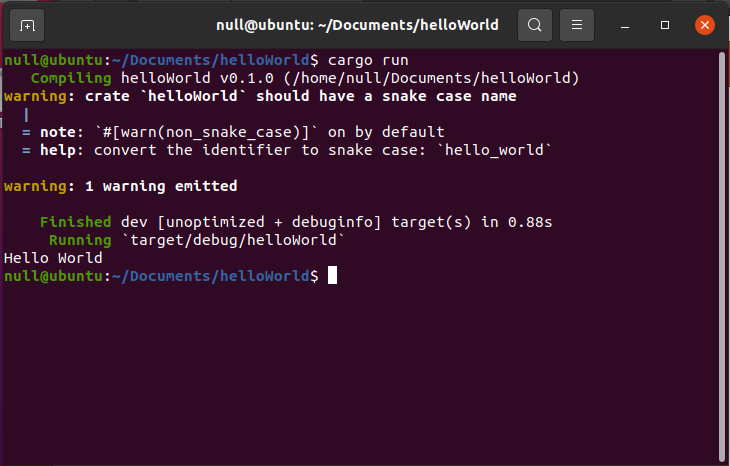 null@ubuntu: ~/Documents/helloWorld
null@ubuntu:~/Documents/helloWorld$ cargo run
   Compiling helloWorld v0.1.0 (/home/null/Documents/helloWorld)
warning: crate `helloWorld` should have a snake case name
  |
  = note: `#[warn(non_snake_case)]` on by default
  = help: convert the identifier to snake case: `hello_world`
warning: 1 warning emitted
    Finished dev [unoptimized + debuginfo] target(s) in 0.88s
     Running `target/debug/helloWorld`
Hello World
null@ubuntu:~/Documents/helloWorld$